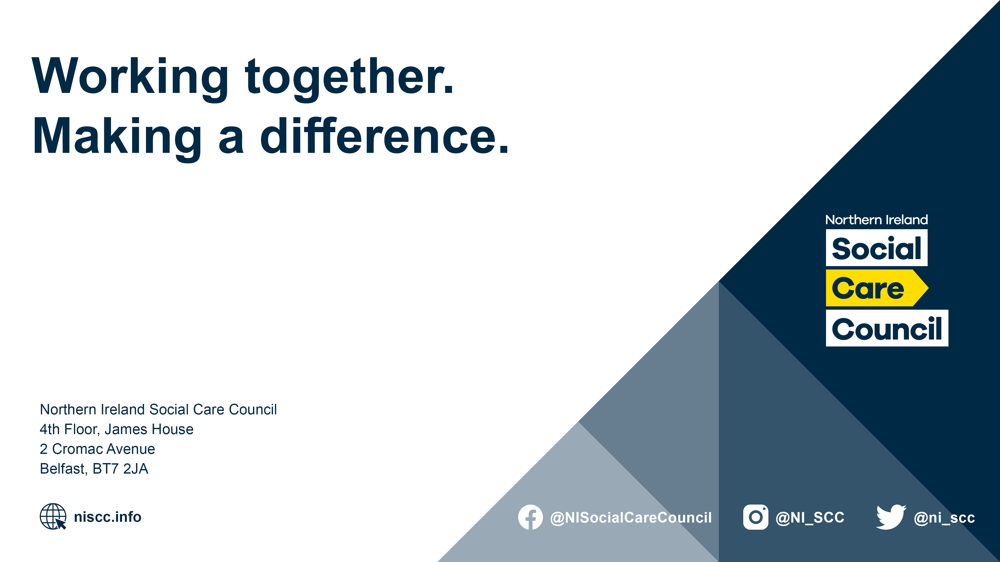 Working together.
Making a difference.
Northern Ireland
Social
Care
Council
Northern Ireland Social Care Council
4th Floor, James House
2 Cromac Avenue
Belfast, BT7 2JA
niscc.info
@NISocialCareCouncil
@NI_SCC
@ni_scc